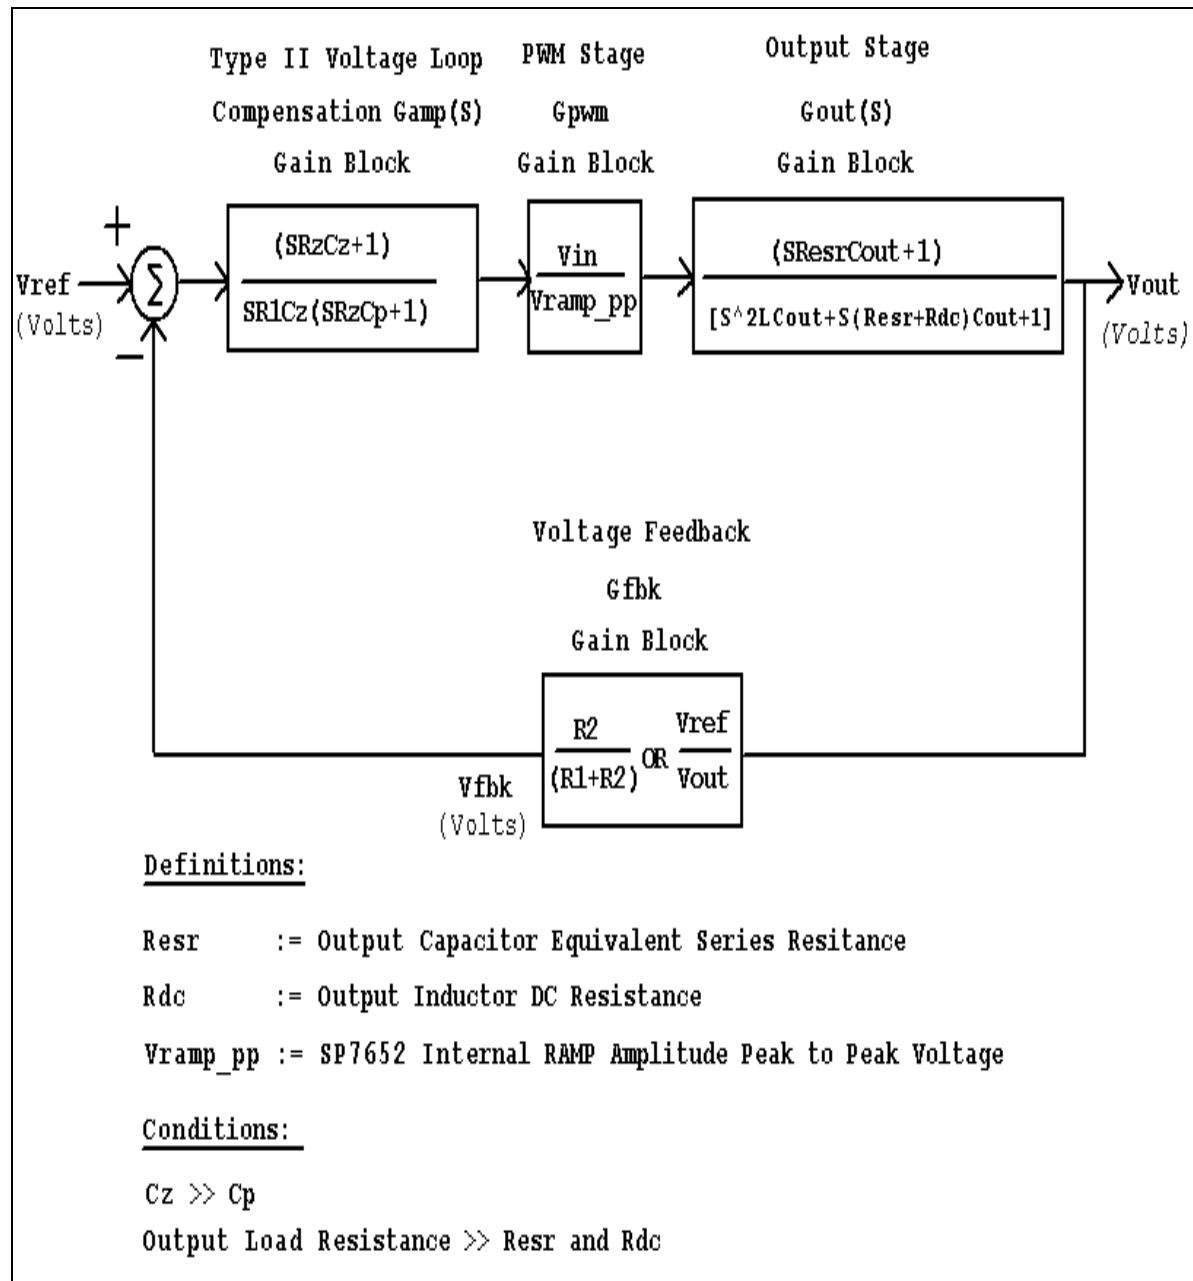 Type II Voltage Loop
Compensation Gamp(S)
Gain Block
PWM Stage
Gpwm
Gain Block
Output Stage
Gout(S)
Gain Block
+
Vref
(Volts)
Σ
−
(SRzCz+1)
SR1Cz(SRzCp+1)
Vin
Vramp_pp
(SResrCout+1)
[S^2LCout+S(Resr+Rdc)Cout+1]
Vout
(Volts)
Voltage Feedback
Gfbk
Gain Block
R2
(R1+R2)
OR
Vref
Vout
Vfbk
(Volts)
Definitions:
Resr := Output Capacitor Equivalent Series Resitance
Rdc := Output Inductor DC Resistance
Vramp_pp := SP7652 Internal RAMP Amplitude Peak to Peak Voltage
Conditions:
Cz >> Cp
Output Load Resistance >> Resr and Rdc